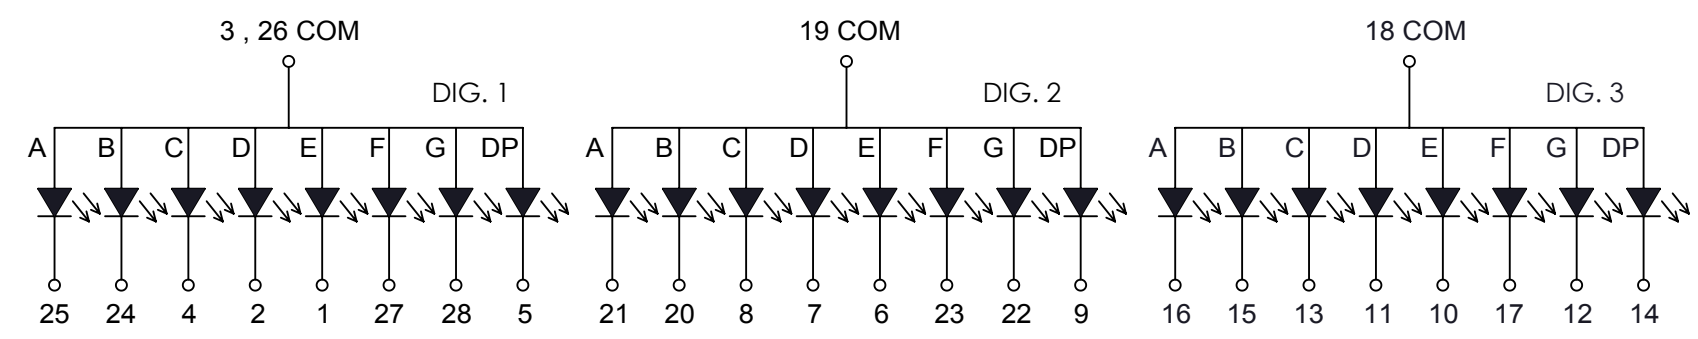 3 , 26 COM 19 COM 18 COM
DIG. 1 DIG. 2 DIG. 3
A B C D E F G DP A B C D E F G DP A B C D E F G DP
25 24 4 2 1 27 28 5 21 20 8 7 6 23 22 9 16 15 13 11 10 17 12 14